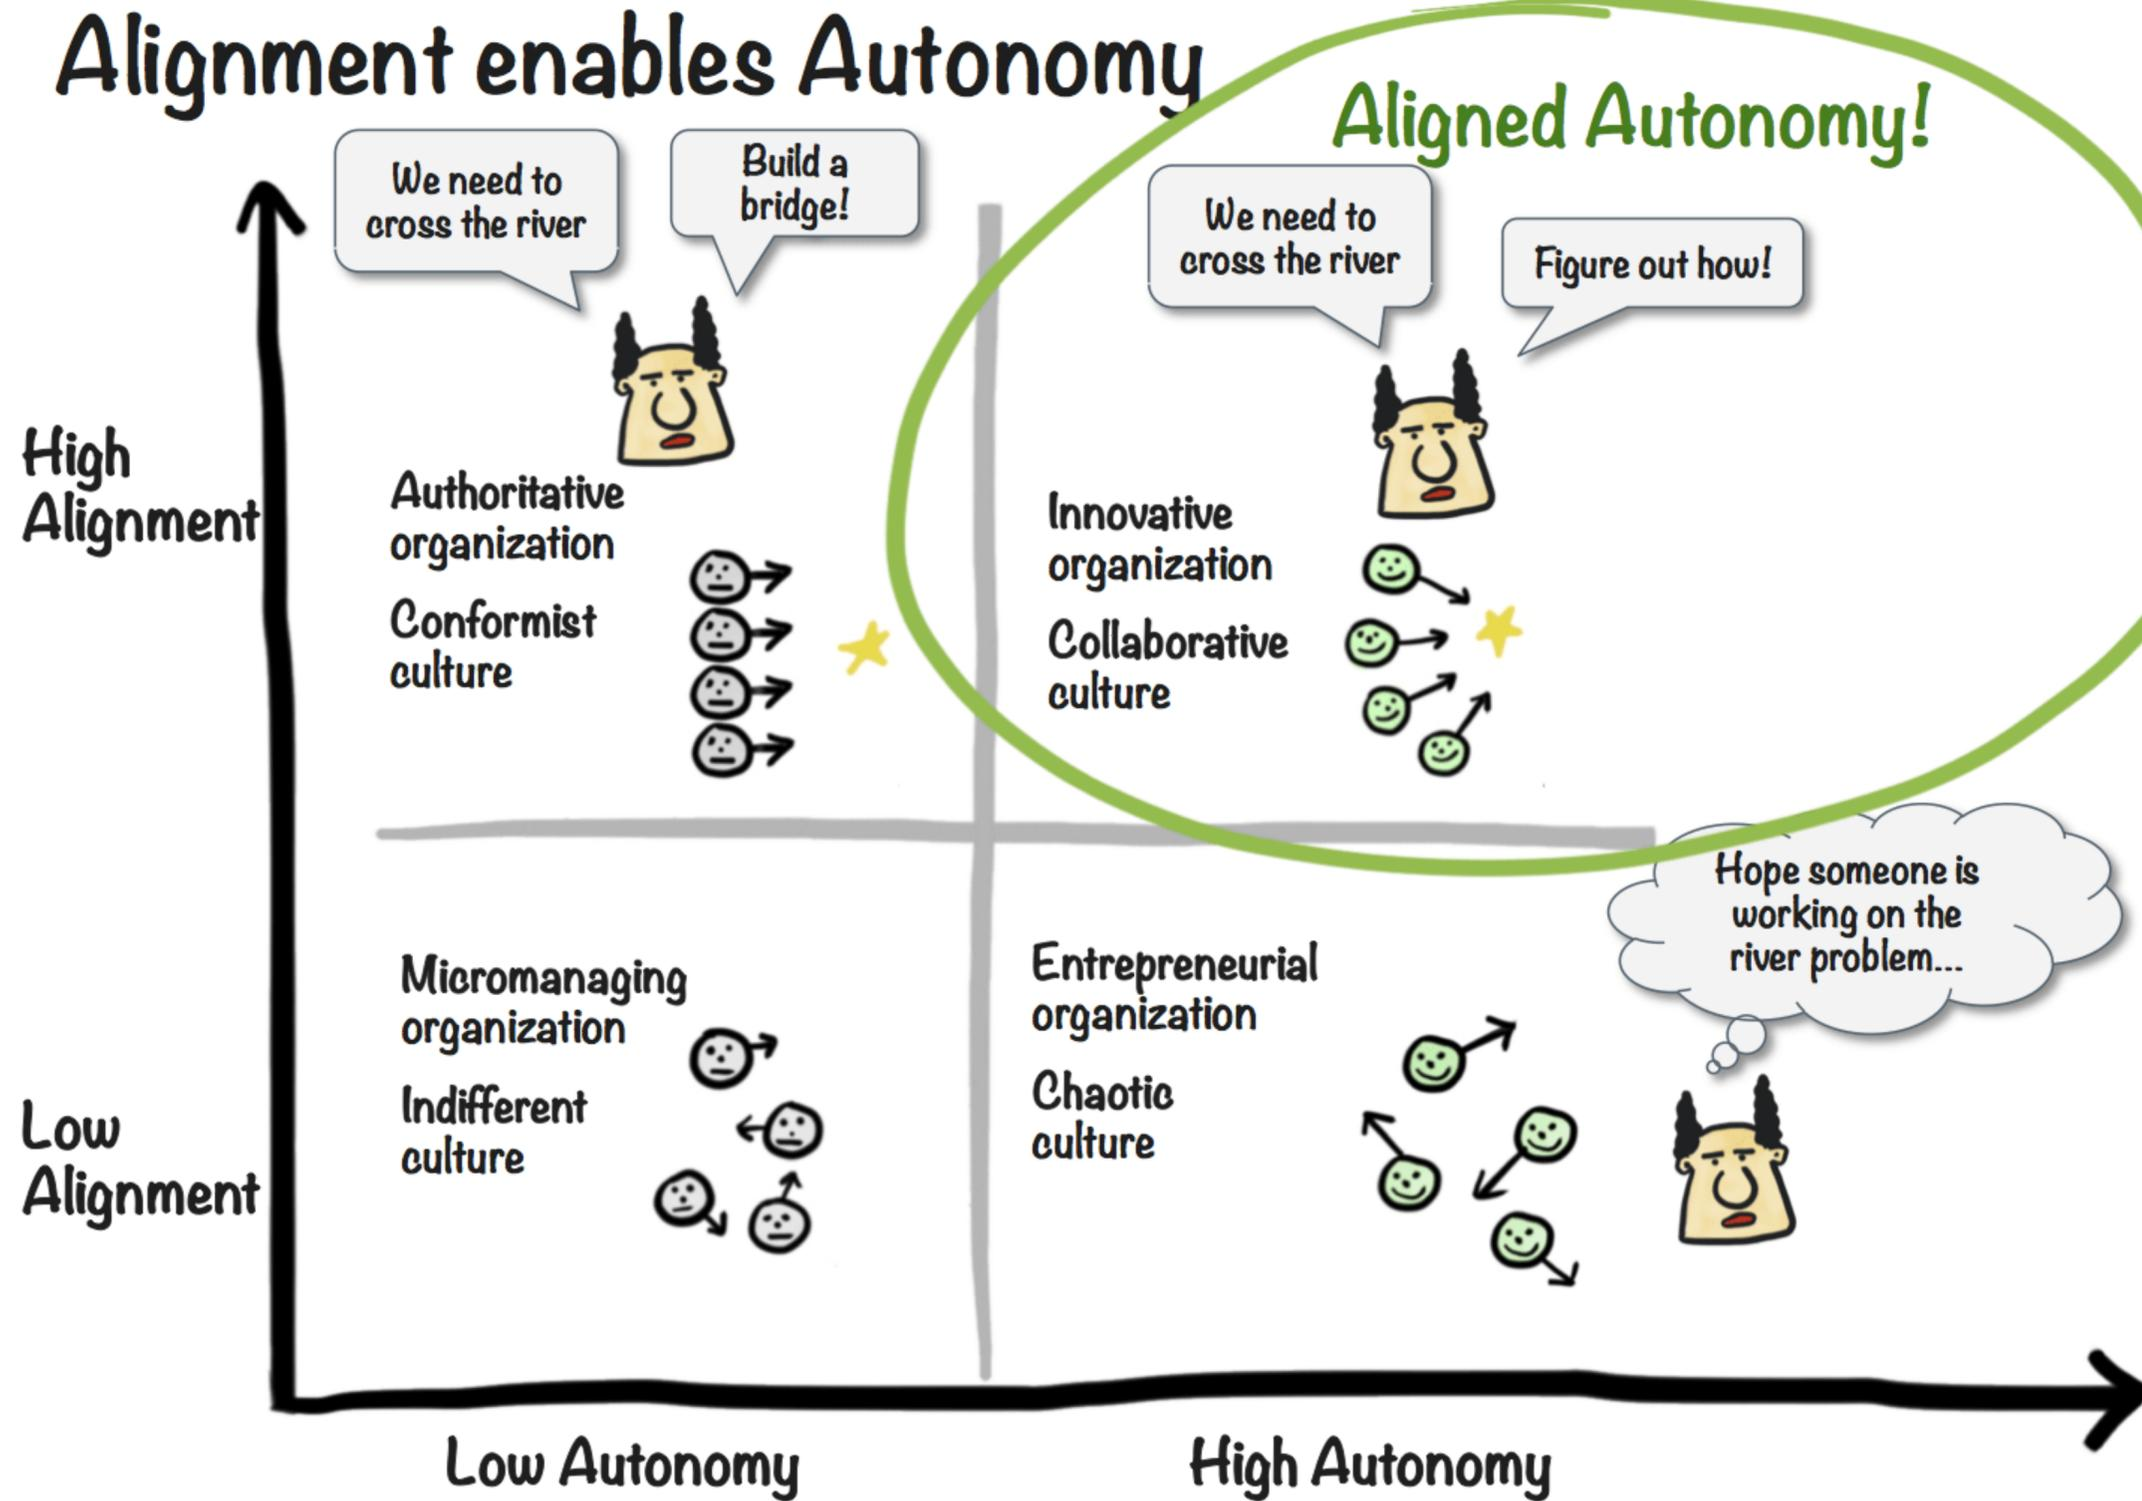 Alignment enables Autonomy
Aligned Autonomy!
We need to
cross the river
Build a
bridge!
We need to
cross the river
Figure out how!
High
Alignment
Authoritative
organization
Conformist
culture
Innovative
organization
Collaborative
culture
Low
Alignment
Micromanaging
organization
Indifferent
culture
Entrepreneurial
organization
Chaotic
culture
Hope someone is
working on the
river problem...
Low Autonomy
High Autonomy